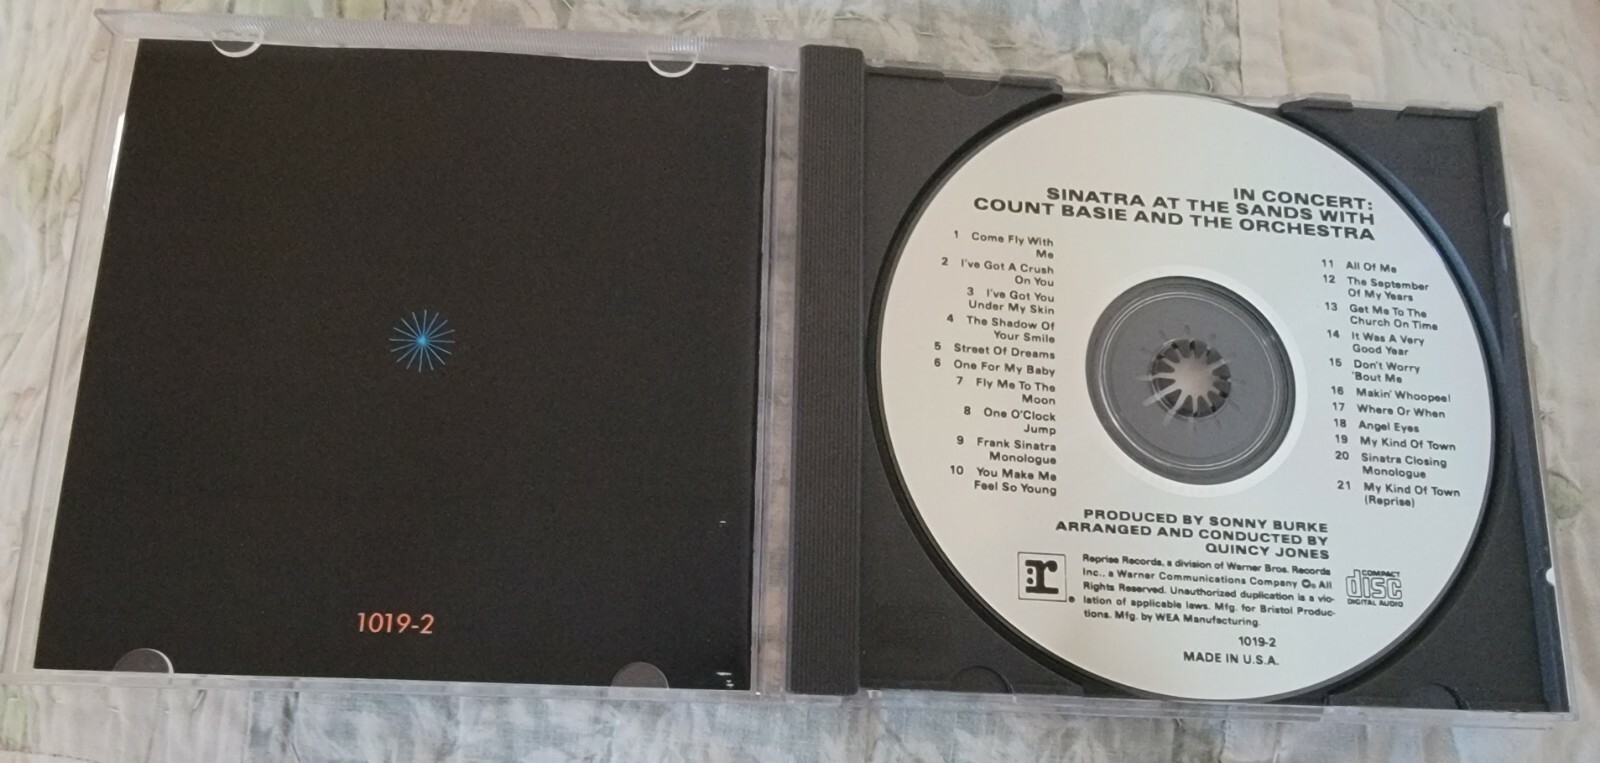 1019-2
IN CONCERT:
SINATRA AT THE SANDS WITH
COUNT BASIE AND THE ORCHESTRA
1 Come Fly With
Me
2 I've Got A Crush
On You
3 I've Got You
Under My Skin
4 The Shadow Of
Your Smile
5 Street Of Dreams
6 One For My Baby
7 Fly Me To The
Moon
8 One O'Clock
Jump
9 Frank Sinatra
Monologue
10 You Make Me
Feel So Young
11 All Of Me
12 The September
Of My Years
13 Get Me To The
Church On Time
14 It Was A Very
Good Year
15 Don't Worry
'Bout Me
16 Makin' Whoopee!
17 Where Or When
18 Angel Eyes
19 My Kind Of Town
20 Sinatra Closing
Monologue
21 My Kind Of Town
(Reprise)
PRODUCED BY SONNY BURKE
ARRANGED AND CONDUCTED BY
QUINCY JONES
r:
Reprise Records, a division of Warner Bros. Records
Inc., a Warner Communications Company All
Rights Reserved. Unauthorized duplication is a vio-
lation of applicable laws. Mfg. for Bristol Produc-
tions. Mfg. by WEA Manufacturing.
COMPACT
disc
DIGITAL AUDIO
1019-2
MADE IN U.S.A.